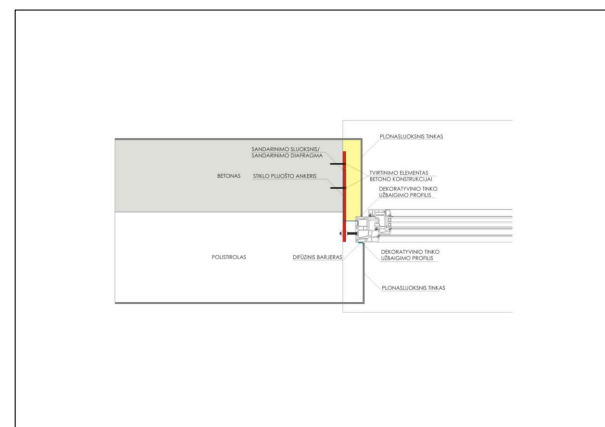 PLONASLUOKSNIS TINKAS
SANDARINIMO SLUOKSNIS/
SANDARINIMO DIAFRAGMA
BETONAS
STIKLO PLUOŠTO ANKERIS
TVIRTINIMO ELEMENTAS
BETONO KONSTRUKCIJAI
DEKORATYVINIO TINKO
UŽBAIGIMO PROFILIS
POLISTIROLAS
DIFŪZINIS BARJERAS
DEKORATYVINIO TINKO
UŽBAIGIMO PROFILIS
PLONASLUOKSNIS TINKAS